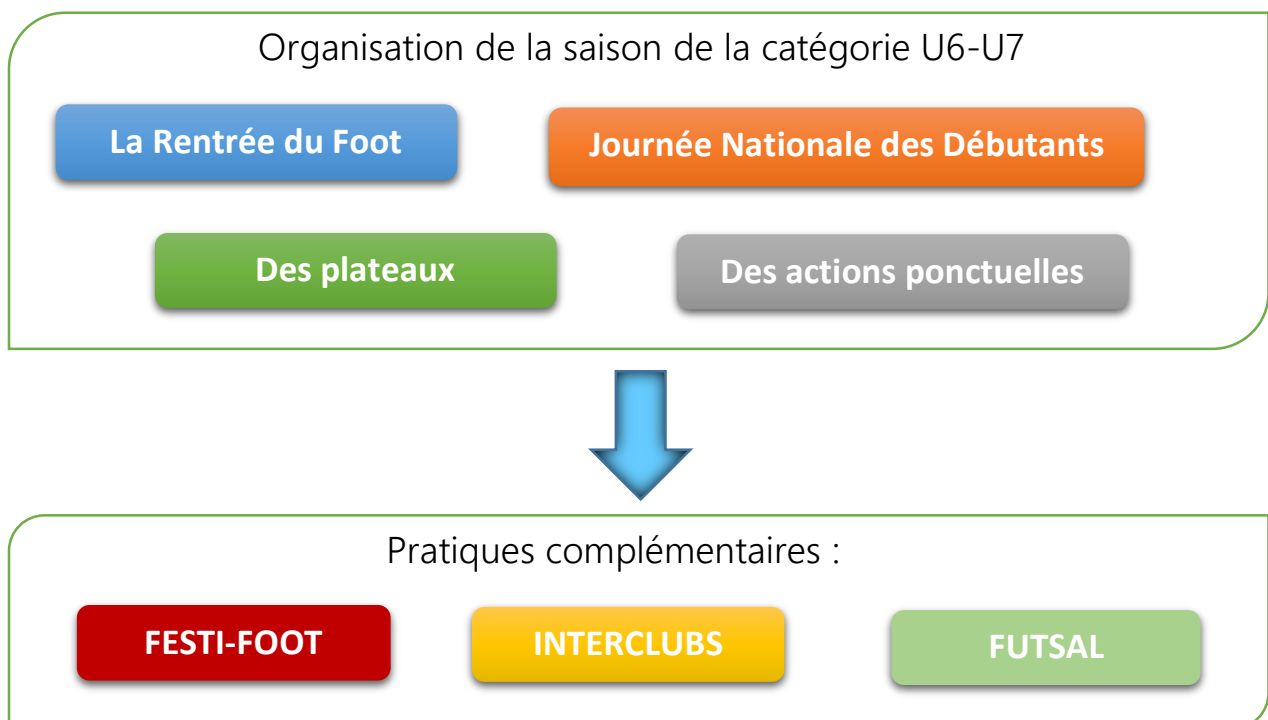 Organisation de la saison de la catégorie U6-U7
La Rentrée du Foot
Journée Nationale des Débutants
Des plateaux
Des actions ponctuelles
Pratiques complémentaires :
FESTI-FOOT
INTERCLUBS
FUTSAL